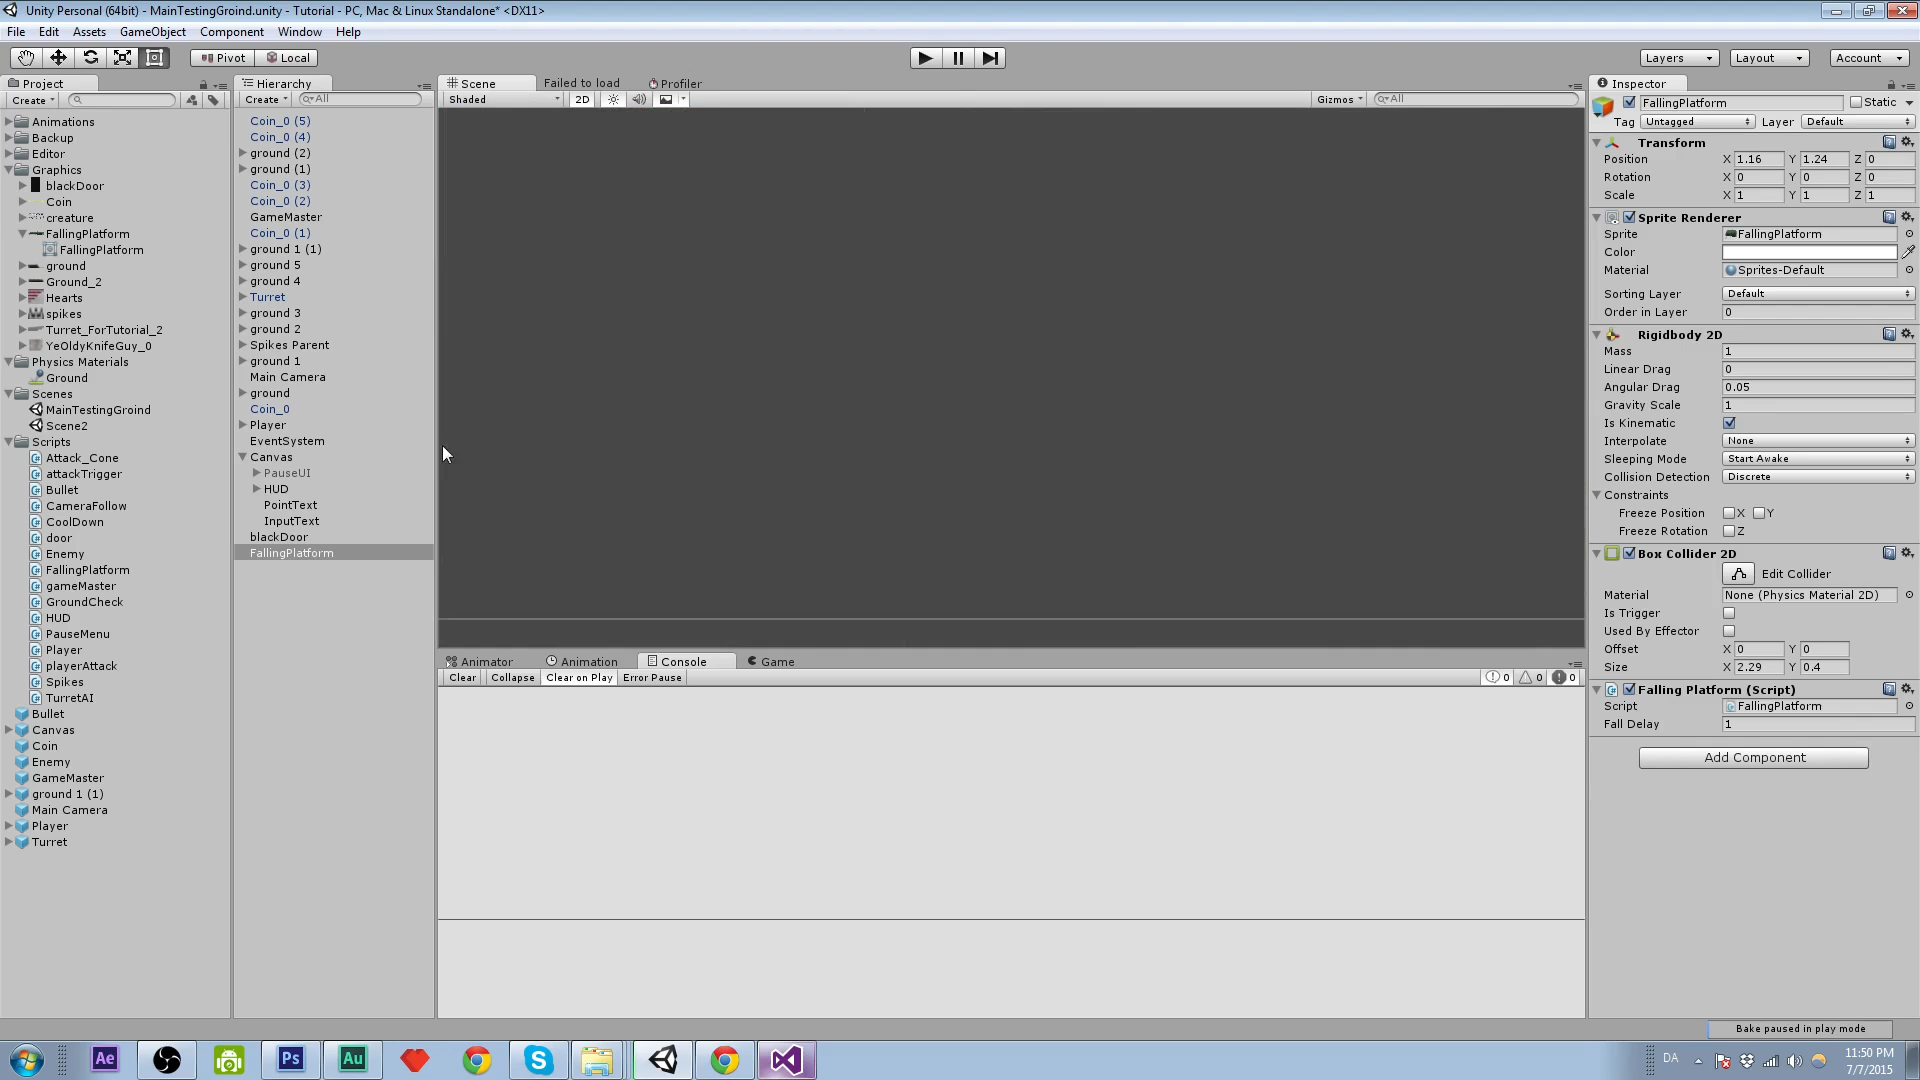 Unity Personal (64bit) - MainTestingGroind.unity - Tutorial - PC, Mac & Linux Standalone* <DX11>
File Edit Assets GameObject Component Window Help
Pivot Local Layers Layout Account
Project
Create
Animations
Backup
Editor
Graphics
blackDoor
Coin
creature
FallingPlatform
FallingPlatform
ground
Ground_2
Hearts
spikes
Turret_ForTutorial_2
YeOldyKnifeGuy_0
Physics Materials
Ground
Scenes
MainTestingGroind
Scene2
Scripts
Attack_Cone
attackTrigger
Bullet
CameraFollow
CoolDown
door
Enemy
FallingPlatform
gameMaster
GroundCheck
HUD
PauseMenu
Player
playerAttack
Spikes
TurretAI
Bullet
Canvas
Coin
Enemy
GameMaster
ground 1 (1)
Main Camera
Player
Turret
Hierarchy
Create All
Coin_0 (5)
Coin_0 (4)
ground (2)
ground (1)
Coin_0 (3)
Coin_0 (2)
GameMaster
Coin_0 (1)
ground 1 (1)
ground 5
ground 4
Turret
ground 3
ground 2
Spikes Parent
ground 1
Main Camera
ground
Coin_0
Player
EventSystem
Canvas
PauseUI
HUD
PointText
InputText
blackDoor
FallingPlatform
Scene Failed to load Profiler
Shaded 2D Gizmos All
Animator Animation Console Game
Clear Collapse Clear on Play Error Pause 0 0 0
Inspector
FallingPlatform Static
Tag Untagged Layer Default
Transform
Position X 1.16 Y 1.24 Z 0
Rotation X 0 Y 0 Z 0
Scale X 1 Y 1 Z 1
Sprite Renderer
Sprite FallingPlatform
Color
Material Sprites-Default
Sorting Layer Default
Order in Layer 0
Rigidbody 2D
Mass 1
Linear Drag 0
Angular Drag 0.05
Gravity Scale 1
Is Kinematic
Interpolate None
Sleeping Mode Start Awake
Collision Detection Discrete
Constraints
Freeze Position X Y
Freeze Rotation Z
Box Collider 2D
Edit Collider
Material None (Physics Material 2D)
Is Trigger
Used By Effector
Offset X 0 Y 0
Size X 2.29 Y 0.4
Falling Platform (Script)
Script FallingPlatform
Fall Delay 1
Add Component
Bake paused in play mode
Ae Ps Au DA 11:50 PM
7/7/2015